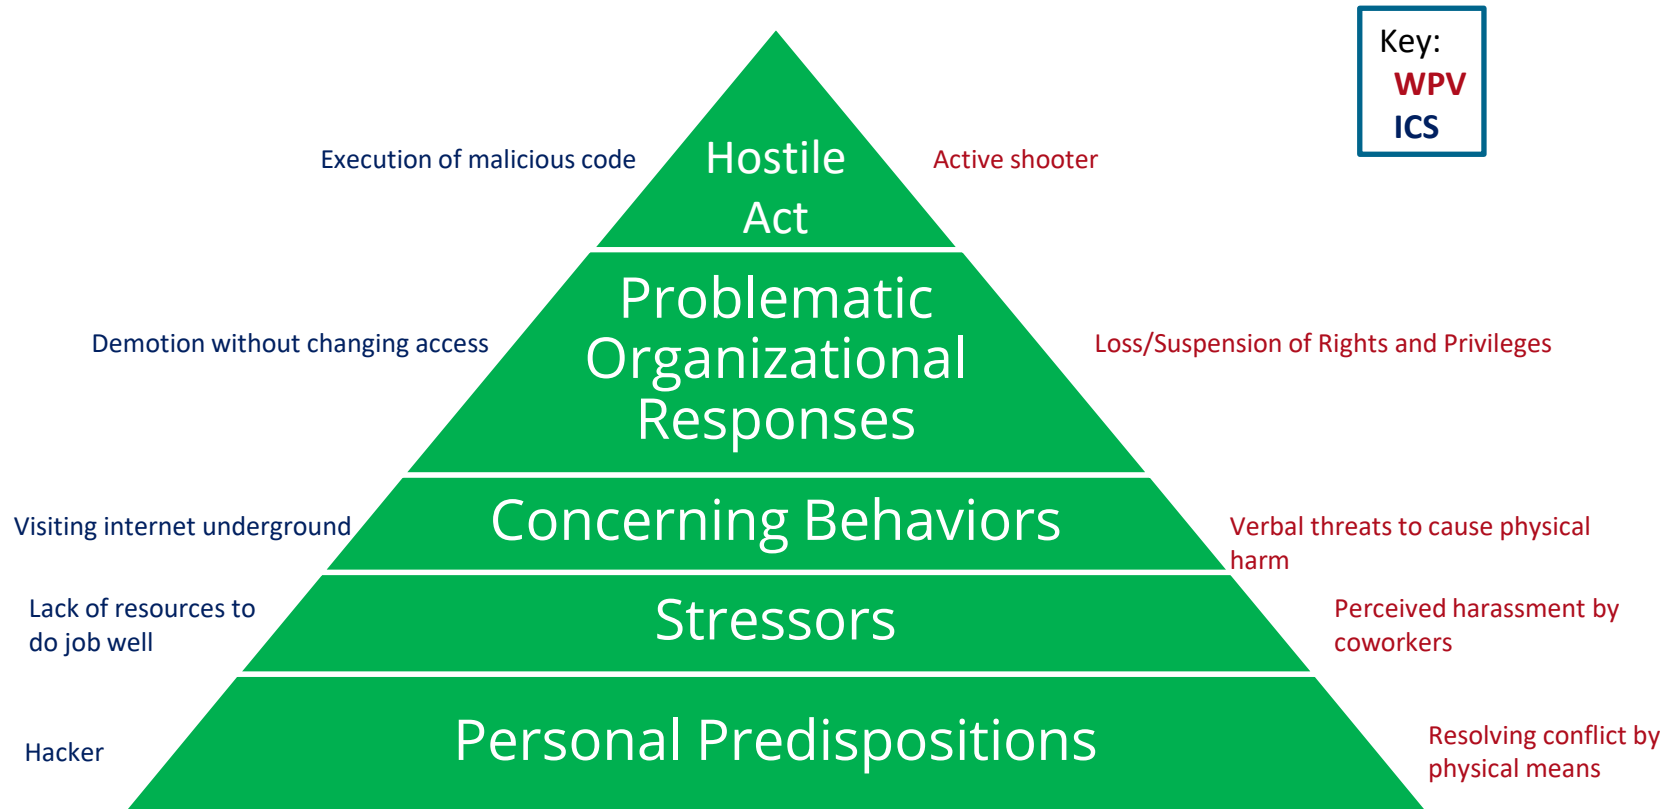 Key:
WPV
ICS
Execution of malicious code
Hostile
Act
Active shooter
Demotion without changing access
Problematic
Organizational
Responses
Loss/Suspension of Rights and Privileges
Visiting internet underground
Concerning Behaviors
Verbal threats to cause physical
harm
Lack of resources to
do job well
Stressors
Perceived harassment by
coworkers
Hacker
Personal Predispositions
Resolving conflict by
physical means